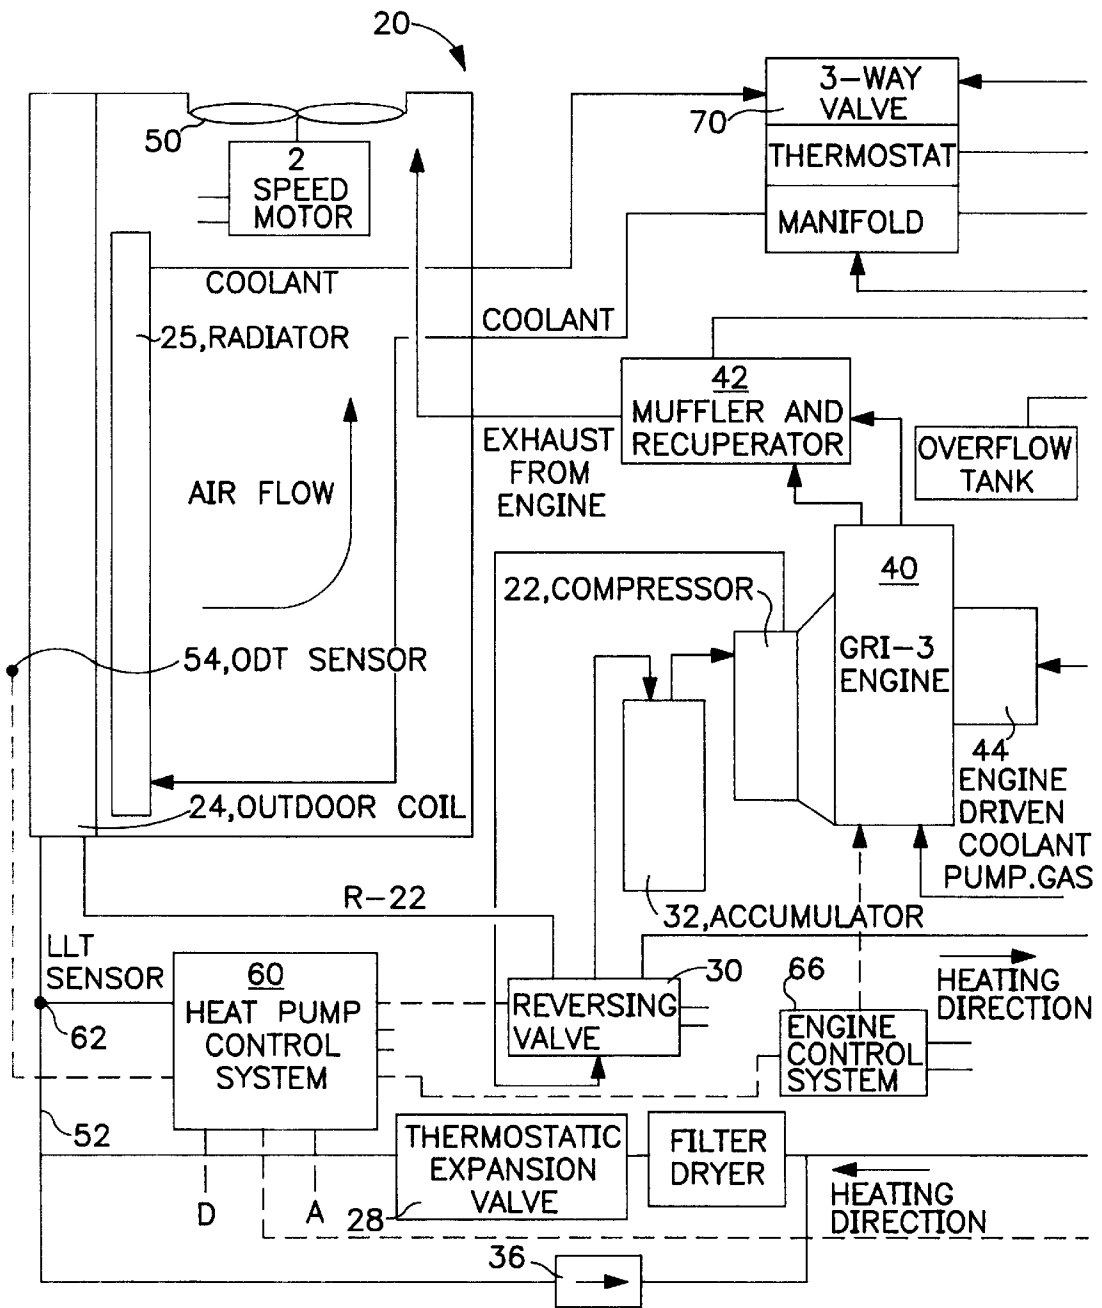 20
3-WAY
VALVE
70
THERMOSTAT
MANIFOLD
50
2
SPEED
MOTOR
COOLANT
COOLANT
25,RADIATOR
42
MUFFLER AND
RECUPERATOR
EXHAUST
FROM
ENGINE
OVERFLOW
TANK
AIR FLOW
22,COMPRESSOR
40
GRI-3
ENGINE
54,ODT SENSOR
44
ENGINE
DRIVEN
COOLANT
PUMP.GAS
24,OUTDOOR COIL
R-22
32,ACCUMULATOR
LLT
SENSOR
60
HEAT PUMP
CONTROL
SYSTEM
30
REVERSING
VALVE
66
ENGINE
CONTROL
SYSTEM
HEATING
DIRECTION
62
52
THERMOSTATIC
EXPANSION
VALVE
FILTER
DRYER
D
A
28
HEATING
DIRECTION
36